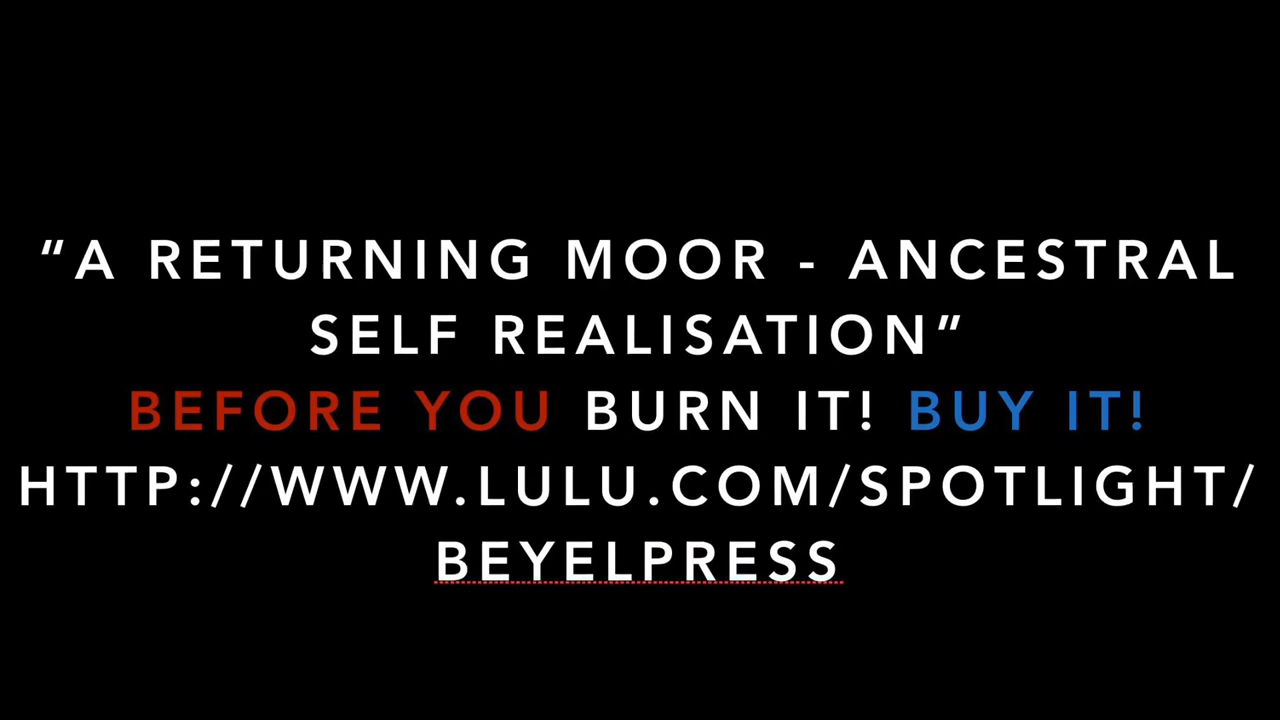 “A RETURNING MOOR - ANCESTRAL
SELF REALISATION”
BEFORE YOU BURN IT! BUY IT!
HTTP://WWW.LULU.COM/SPOTLIGHT/
BEYELPRESS